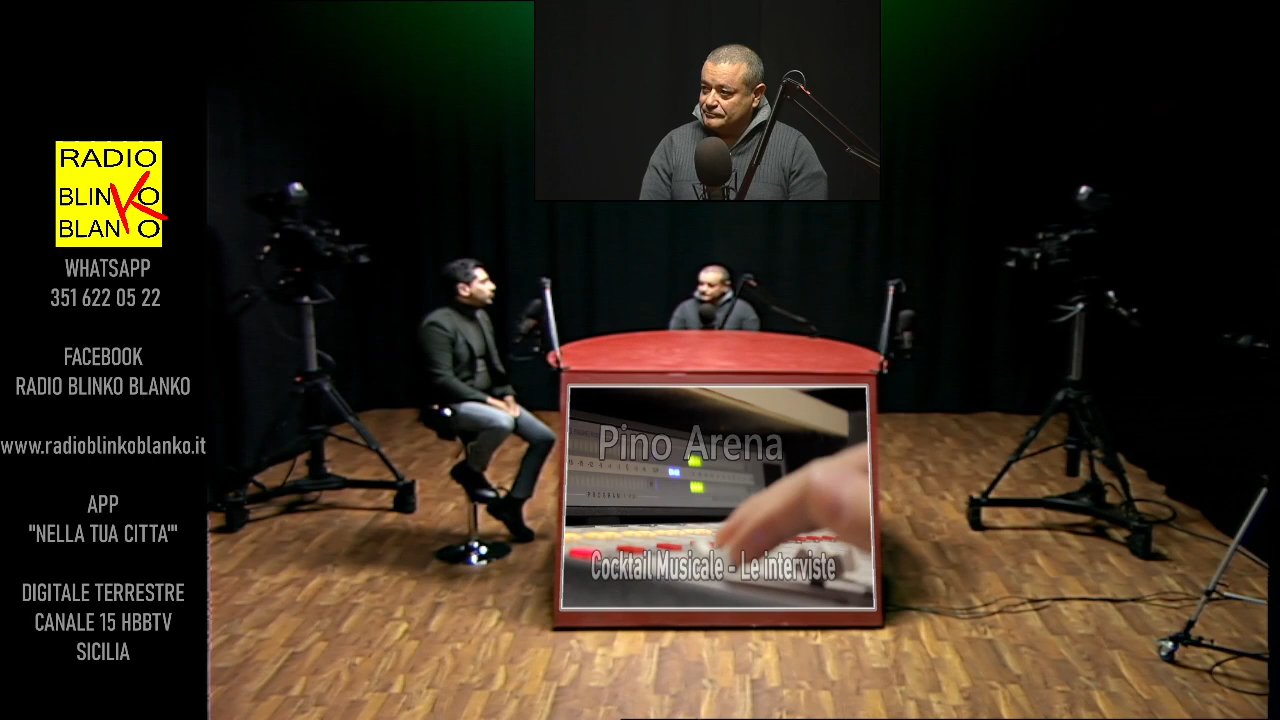 RADIO
BLINKO
BLANKO
WHATSAPP
351 622 05 22
FACEBOOK
RADIO BLINKO BLANKO
www.radioblinkoblanko.it
APP
"NELLA TUA CITTA'"
DIGITALE TERRESTRE
CANALE 15 HBBTV
SICILIA
Pino Arena
PROGRAM
Cocktail Musicale - Le interviste